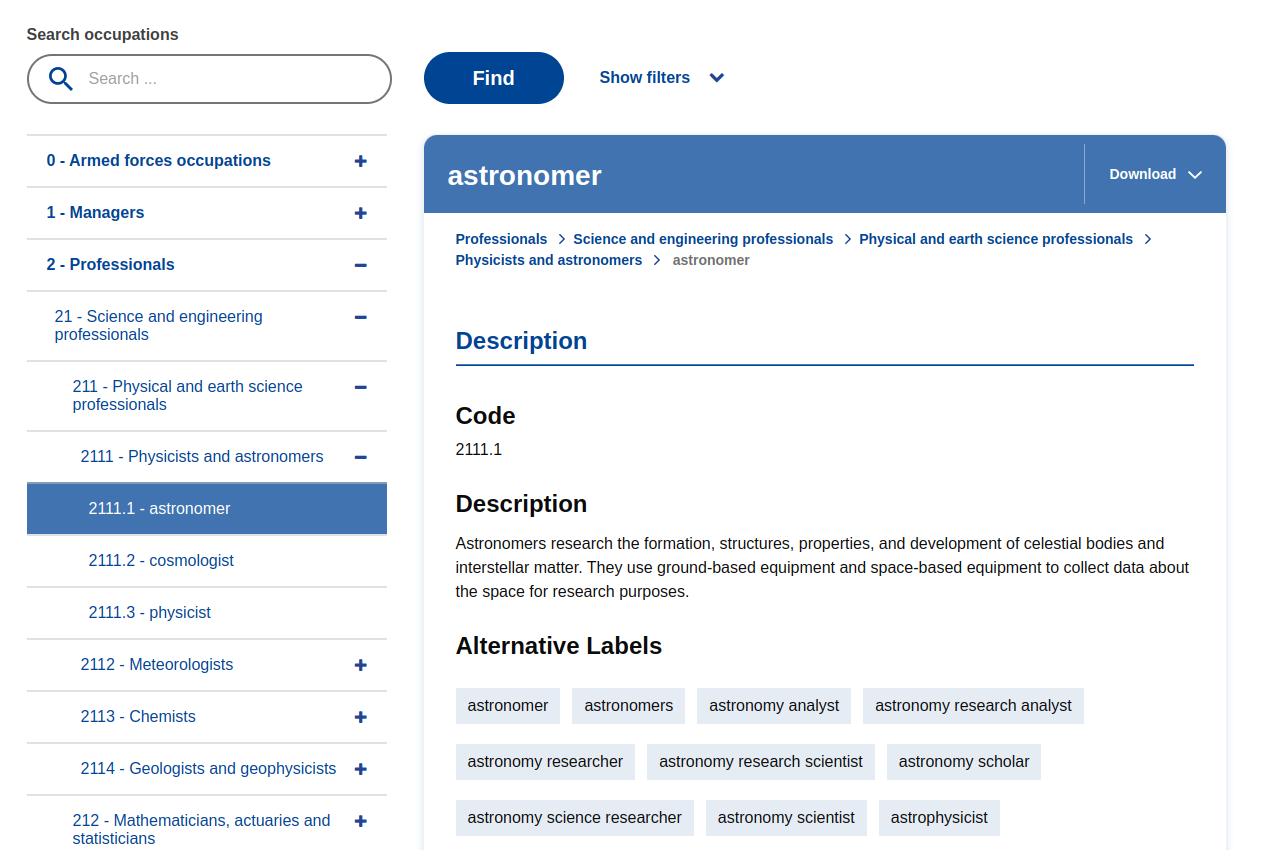 Search occupations
Search ...
Find
Show filters
0 - Armed forces occupations
1 - Managers
2 - Professionals
21 - Science and engineering
professionals
211 - Physical and earth science
professionals
2111 - Physicists and astronomers
2111.1 - astronomer
2111.2 - cosmologist
2111.3 - physicist
2112 - Meteorologists
2113 - Chemists
2114 - Geologists and geophysicists
212 - Mathematicians, actuaries and
statisticians
astronomer
Download
Professionals > Science and engineering professionals > Physical and earth science professionals >
Physicists and astronomers > astronomer
Description
Code
2111.1
Description
Astronomers research the formation, structures, properties, and development of celestial bodies and
interstellar matter. They use ground-based equipment and space-based equipment to collect data about
the space for research purposes.
Alternative Labels
astronomer astronomers astronomy analyst astronomy research analyst
astronomy researcher astronomy research scientist astronomy scholar
astronomy science researcher astronomy scientist astrophysicist